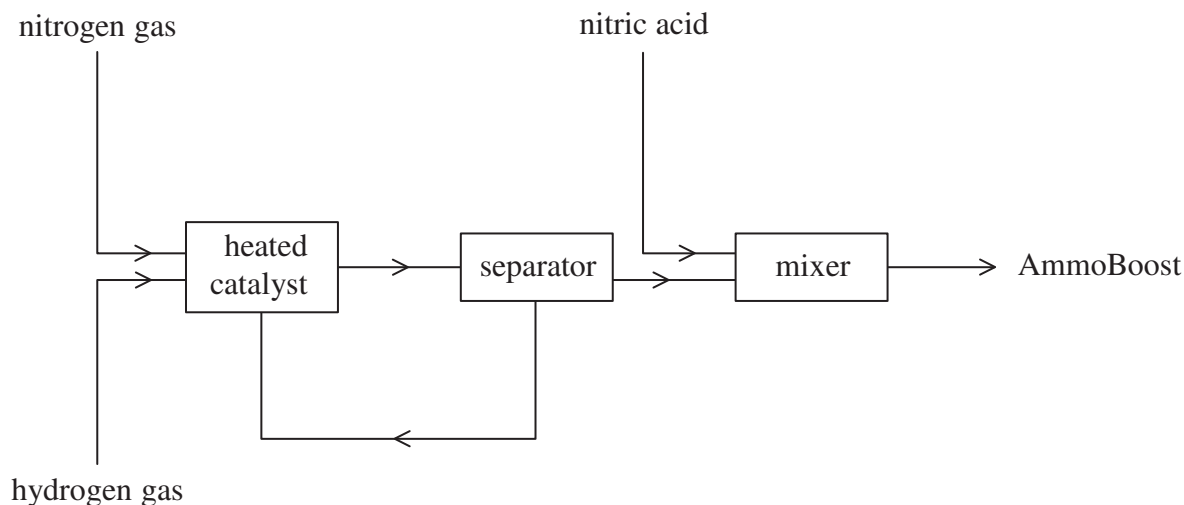 nitrogen gas
nitric acid
heated
catalyst
separator
mixer
AmmoBoost
hydrogen gas